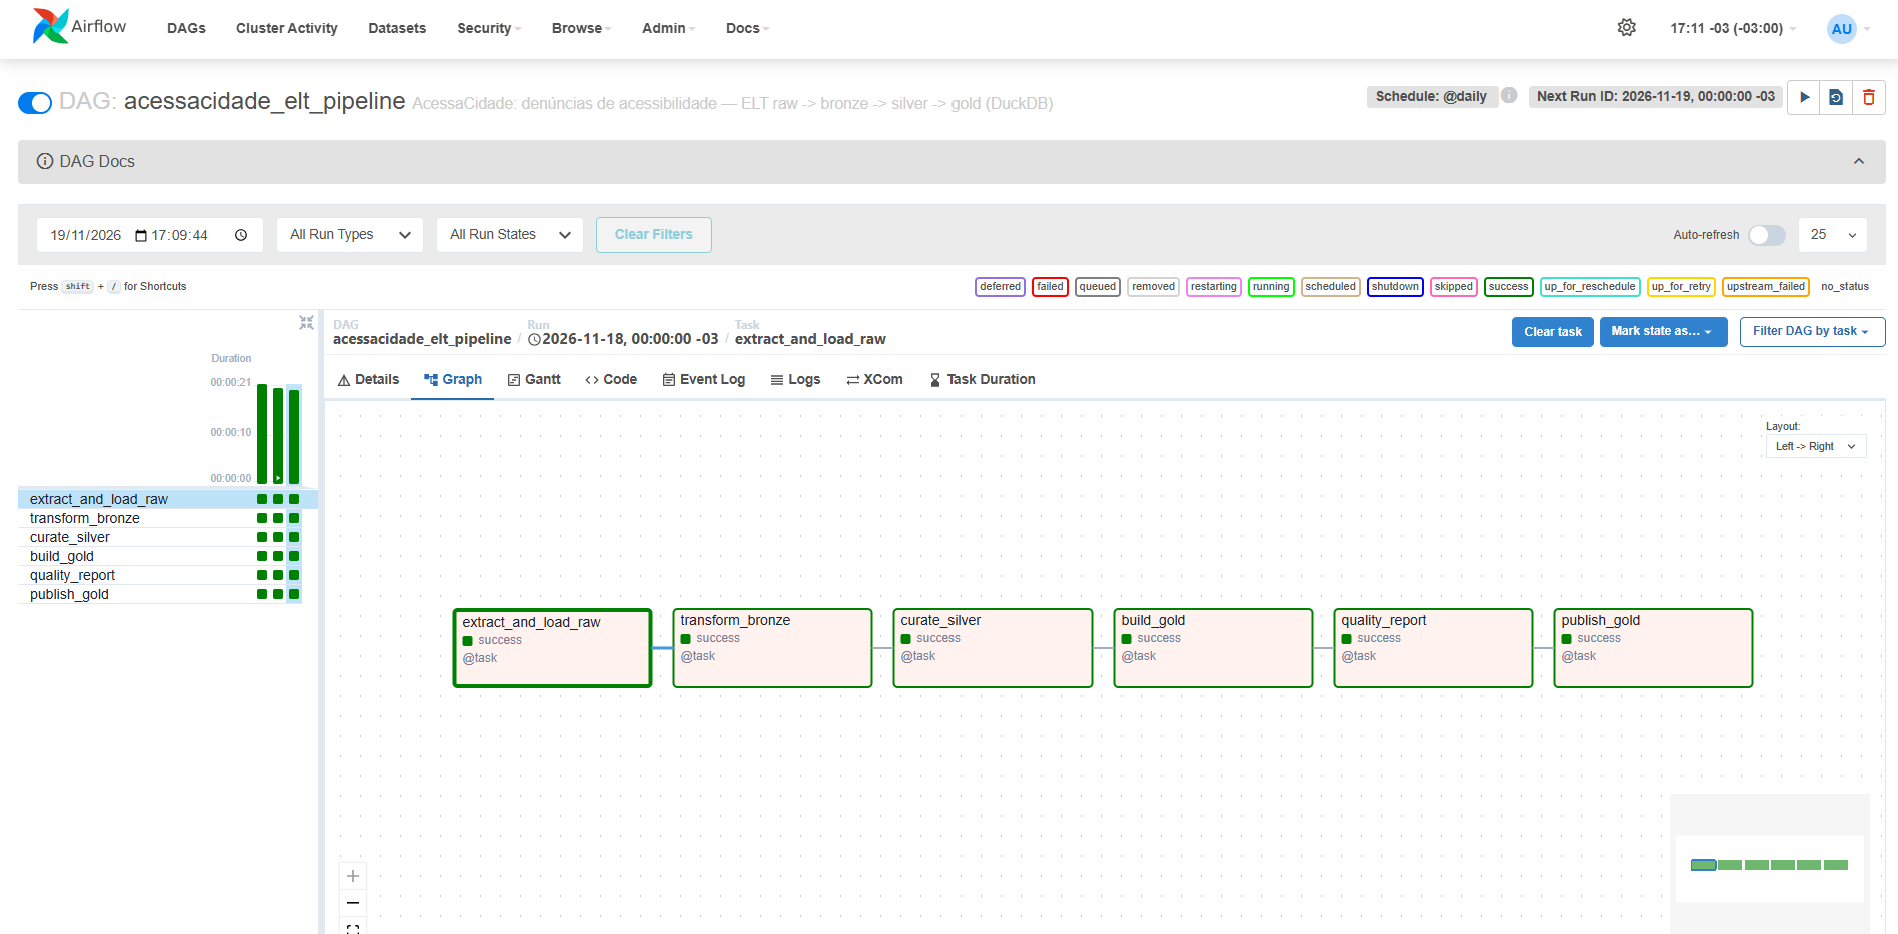 Airflow DAGs Cluster Activity Datasets Security Browse Admin Docs 17:11 -03 (-03:00) AU
DAG: acessacidade_elt_pipeline AcessaCidade: denúncias de acessibilidade — ELT raw -> bronze -> silver -> gold (DuckDB) Schedule: @daily Next Run ID: 2026-11-19, 00:00:00 -03
DAG Docs
19/11/2026 17:09:44 All Run Types All Run States Clear Filters Auto-refresh 25
Press shift + / for Shortcuts deferred failed queued removed restarting running scheduled shutdown skipped success up_for_reschedule up_for_retry upstream_failed no_status
DAG Run Task
acessacidade_elt_pipeline / 2026-11-18, 00:00:00 -03 / extract_and_load_raw
Clear task Mark state as... Filter DAG by task
Duration
00:00:21
00:00:10
00:00:00
extract_and_load_raw
transform_bronze
curate_silver
build_gold
quality_report
publish_gold
Details Graph Gantt Code Event Log Logs XCom Task Duration
Layout:
Left -> Right
extract_and_load_raw
success
@task
transform_bronze
success
@task
curate_silver
success
@task
build_gold
success
@task
quality_report
success
@task
publish_gold
success
@task